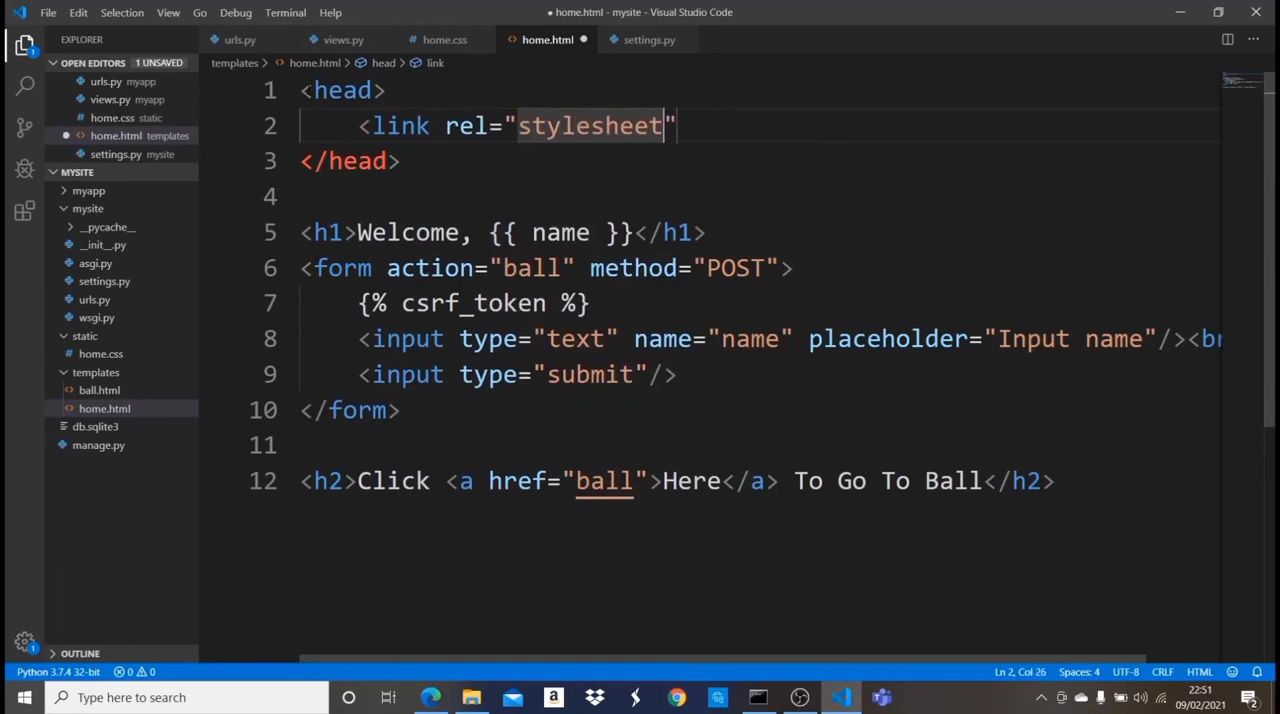 File Edit Selection View Go Debug Terminal Help
● home.html - mysite - Visual Studio Code
EXPLORER
urls.py views.py home.css home.html settings.py
templates > home.html > head > link
OPEN EDITORS 1 UNSAVED
urls.py myapp
views.py myapp
home.css static
home.html templates
settings.py mysite
MYSITE
myapp
mysite
__pycache__
__init__.py
asgi.py
settings.py
urls.py
wsgi.py
static
home.css
templates
ball.html
home.html
db.sqlite3
manage.py
OUTLINE
1 <head>
2 <link rel="stylesheet"
3 </head>
4
5 <h1>Welcome, {{ name }}</h1>
6 <form action="ball" method="POST">
7 {% csrf_token %}
8 <input type="text" name="name" placeholder="Input name"/><br
9 <input type="submit"/>
10 </form>
11
12 <h2>Click <a href="ball">Here</a> To Go To Ball</h2>
Python 3.7.4 32-bit 0 0 Ln 2, Col 26 Spaces: 4 UTF-8 CRLF HTML
Type here to search
22:51
09/02/2021
2